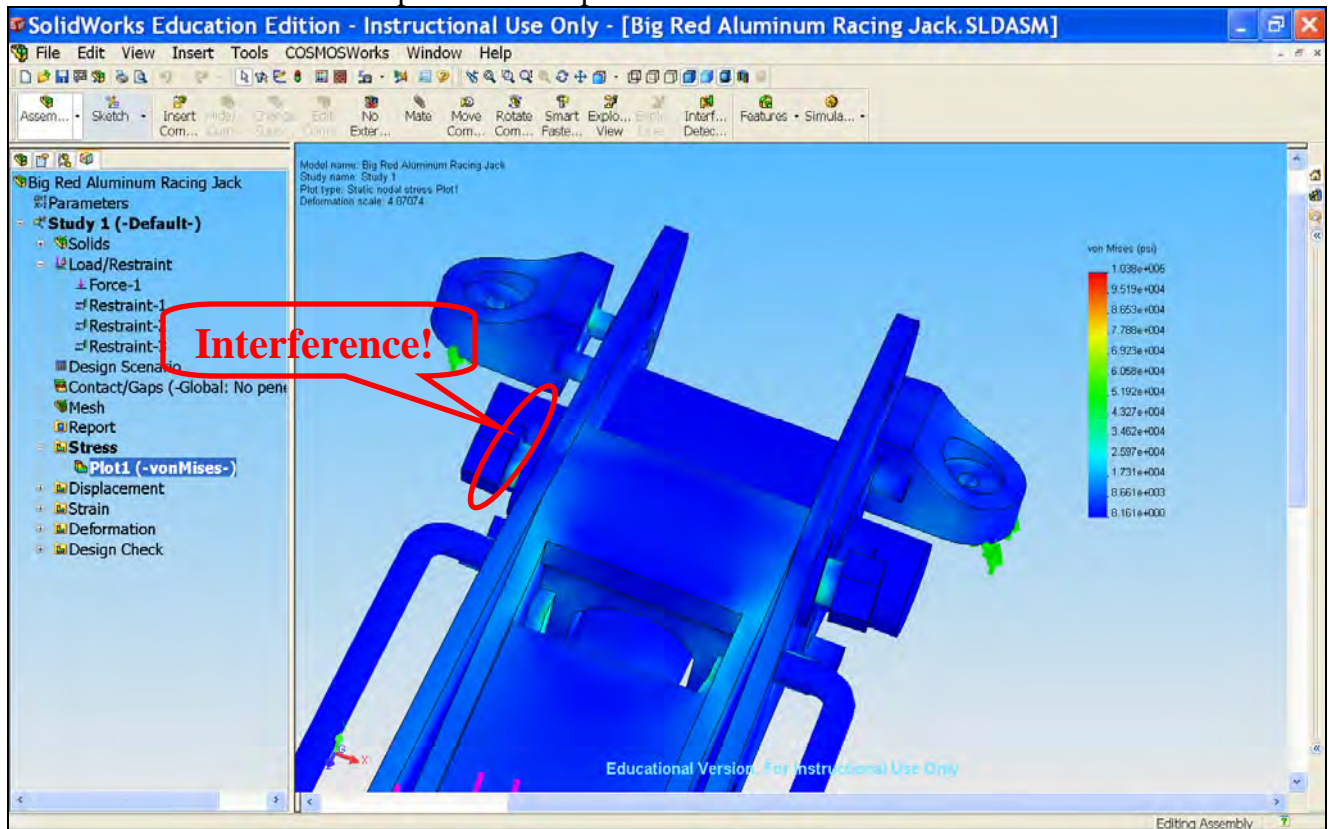 SolidWorks Education Edition - Instructional Use Only - [Big Red Aluminum Racing Jack.SLDASM]
File Edit View Insert Tools COSMOSWorks Window Help
Assem... Sketch Insert Com... No Exter... Mate Move Com... Rotate Com... Smart Faste... Explo... View Interf... Detec... Features Simula...
Big Red Aluminum Racing Jack
Parameters
Study 1 (-Default-)
Solids
Load/Restraint
Force-1
Restraint-1
Restraint-
Restraint-
Design Scenario
Contact/Gaps (-Global: No pene
Mesh
Report
Stress
Plot1 (-vonMises-)
Displacement
Strain
Deformation
Design Check
Model name: Big Red Aluminum Racing Jack
Study name: Study 1
Plot type: Static nodal stress Plot1
Deformation scale: 4.87074
Interference!
von Mises (psi)
1.038e+005
9.519e+004
8.653e+004
7.788e+004
6.923e+004
6.058e+004
5.192e+004
4.327e+004
3.462e+004
2.597e+004
1.731e+004
8.661e+003
8.161e+000
X
Educational Version. For Instructional Use Only
Editing Assembly